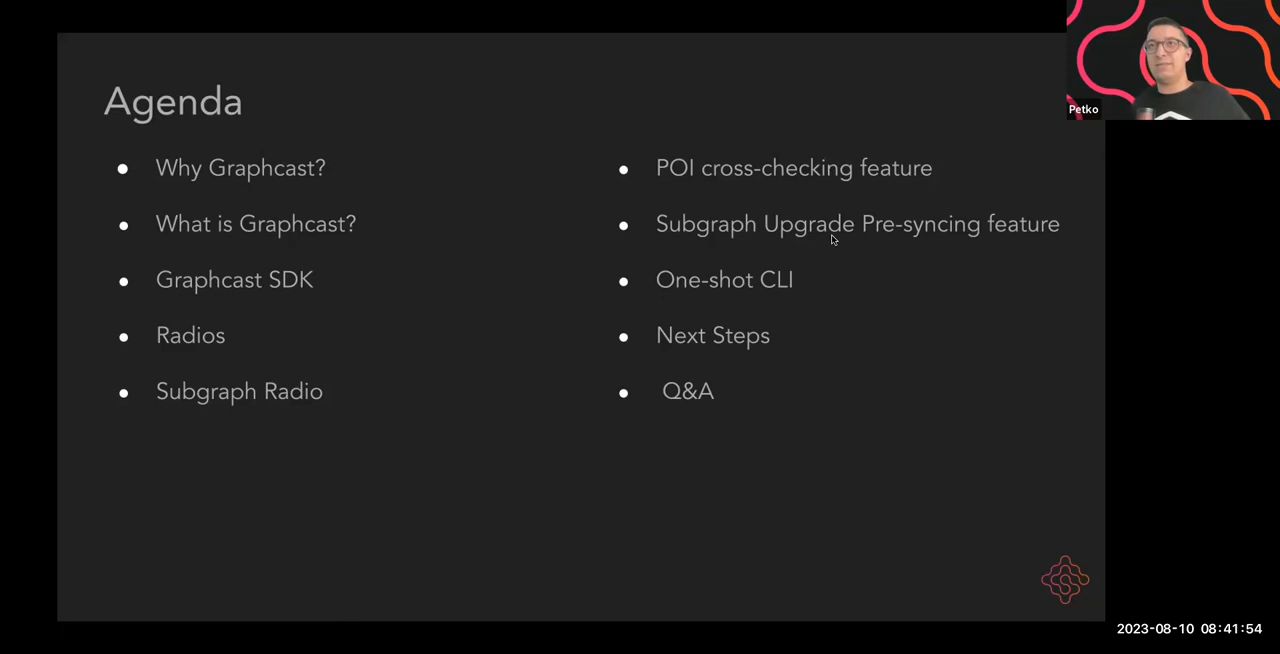 Agenda
Why Graphcast?
What is Graphcast?
Graphcast SDK
Radios
Subgraph Radio
POI cross-checking feature
Subgraph Upgrade Pre-syncing feature
One-shot CLI
Next Steps
Q&A
Petko
2023-08-10 08:41:54